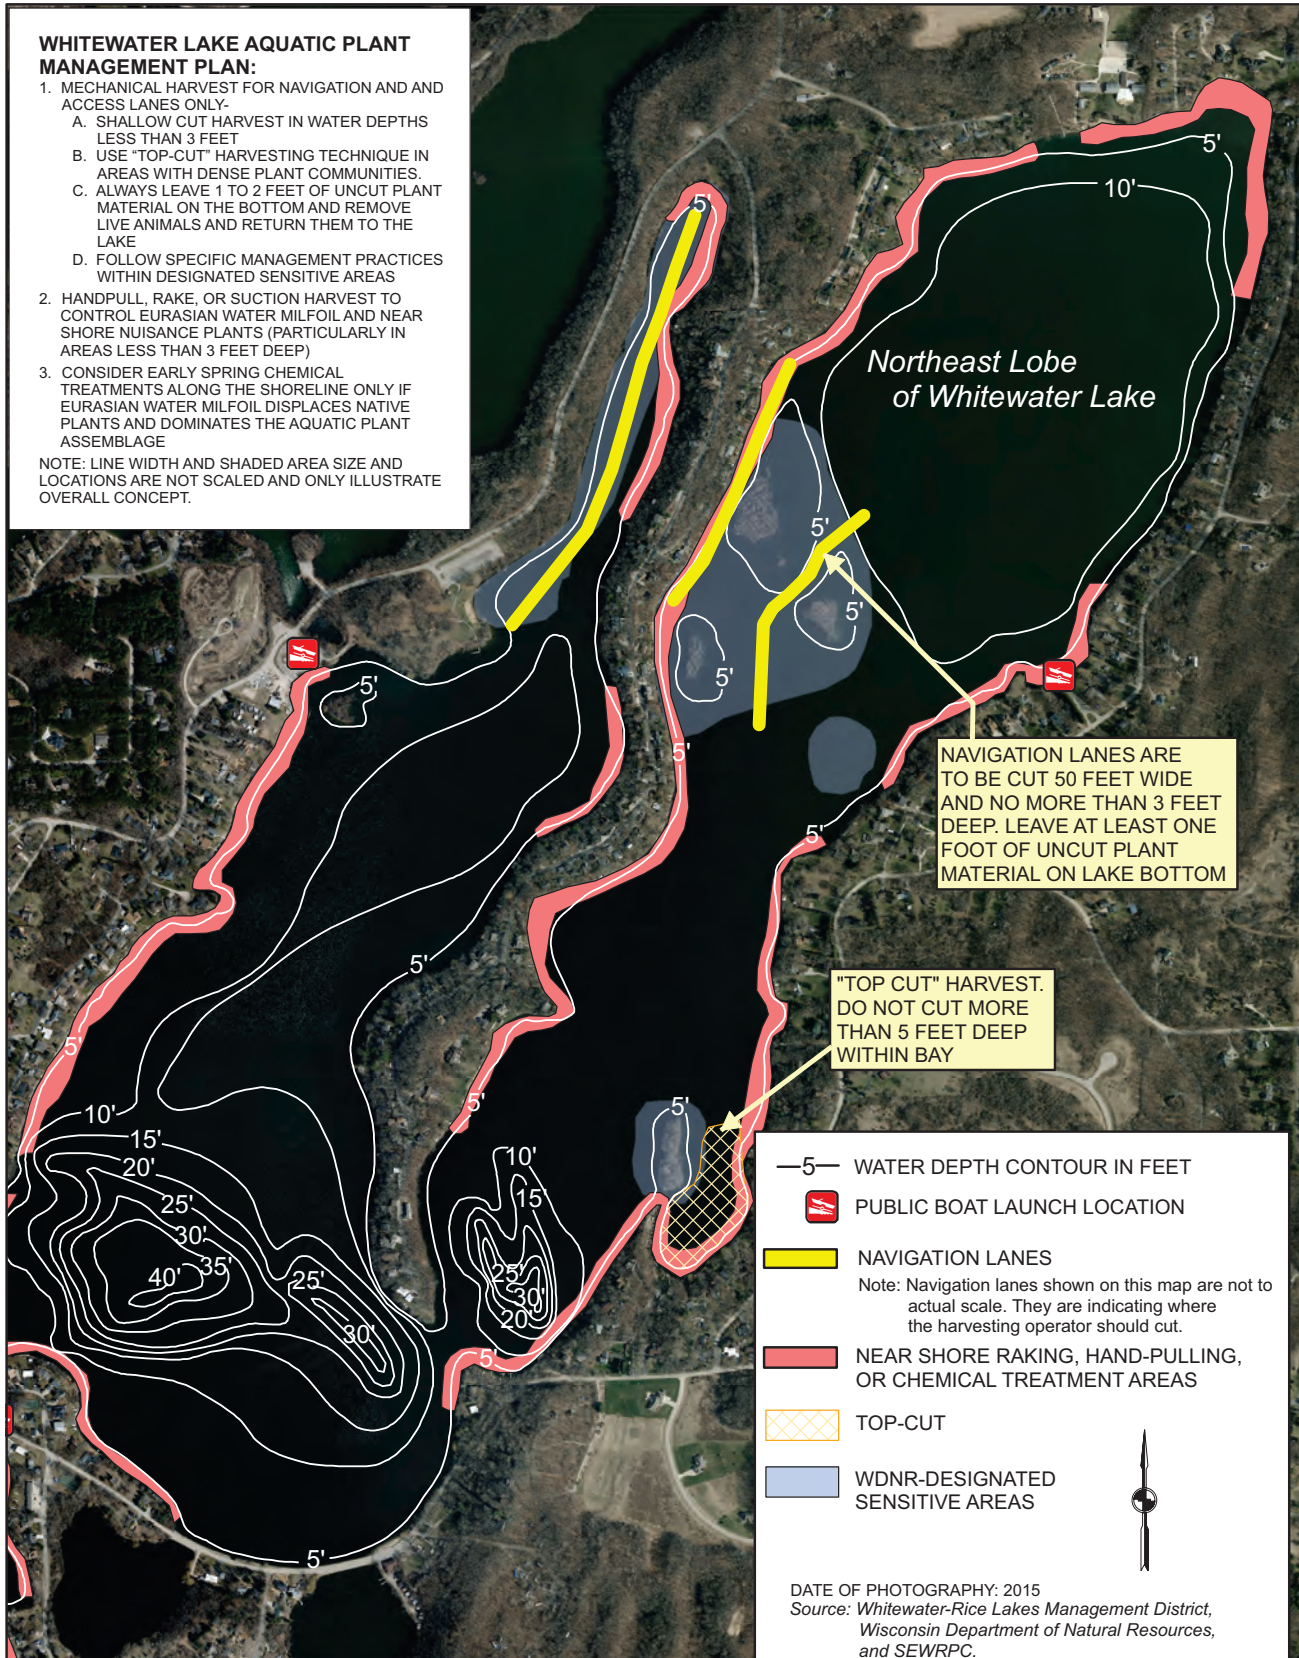 WHITEWATER LAKE AQUATIC PLANT
MANAGEMENT PLAN:
1. MECHANICAL HARVEST FOR NAVIGATION AND AND
ACCESS LANES ONLY-
A. SHALLOW CUT HARVEST IN WATER DEPTHS
LESS THAN 3 FEET
B. USE “TOP-CUT” HARVESTING TECHNIQUE IN
AREAS WITH DENSE PLANT COMMUNITIES.
C. ALWAYS LEAVE 1 TO 2 FEET OF UNCUT PLANT
MATERIAL ON THE BOTTOM AND REMOVE
LIVE ANIMALS AND RETURN THEM TO THE
LAKE
D. FOLLOW SPECIFIC MANAGEMENT PRACTICES
WITHIN DESIGNATED SENSITIVE AREAS
2. HANDPULL, RAKE, OR SUCTION HARVEST TO
CONTROL EURASIAN WATER MILFOIL AND NEAR
SHORE NUISANCE PLANTS (PARTICULARLY IN
AREAS LESS THAN 3 FEET DEEP)
3. CONSIDER EARLY SPRING CHEMICAL
TREATMENTS ALONG THE SHORELINE ONLY IF
EURASIAN WATER MILFOIL DISPLACES NATIVE
PLANTS AND DOMINATES THE AQUATIC PLANT
ASSEMBLAGE
NOTE: LINE WIDTH AND SHADED AREA SIZE AND
LOCATIONS ARE NOT SCALED AND ONLY ILLUSTRATE
OVERALL CONCEPT.
5'
10'
5'
Northeast Lobe
of Whitewater Lake
5'
5'
5'
5'
5'
NAVIGATION LANES ARE
TO BE CUT 50 FEET WIDE
AND NO MORE THAN 3 FEET
DEEP. LEAVE AT LEAST ONE
FOOT OF UNCUT PLANT
MATERIAL ON LAKE BOTTOM
5'
5'
"TOP CUT" HARVEST.
DO NOT CUT MORE
THAN 5 FEET DEEP
WITHIN BAY
5'
5'
5'
10'
15'
20'
25'
30'
35'
40'
25'
30'
10'
15'
25'
30'
20'
5'
5'
—5— WATER DEPTH CONTOUR IN FEET
PUBLIC BOAT LAUNCH LOCATION
NAVIGATION LANES
Note: Navigation lanes shown on this map are not to
actual scale. They are indicating where
the harvesting operator should cut.
NEAR SHORE RAKING, HAND-PULLING,
OR CHEMICAL TREATMENT AREAS
TOP-CUT
WDNR-DESIGNATED
SENSITIVE AREAS
DATE OF PHOTOGRAPHY: 2015
Source: Whitewater-Rice Lakes Management District,
Wisconsin Department of Natural Resources,
and SEWRPC.